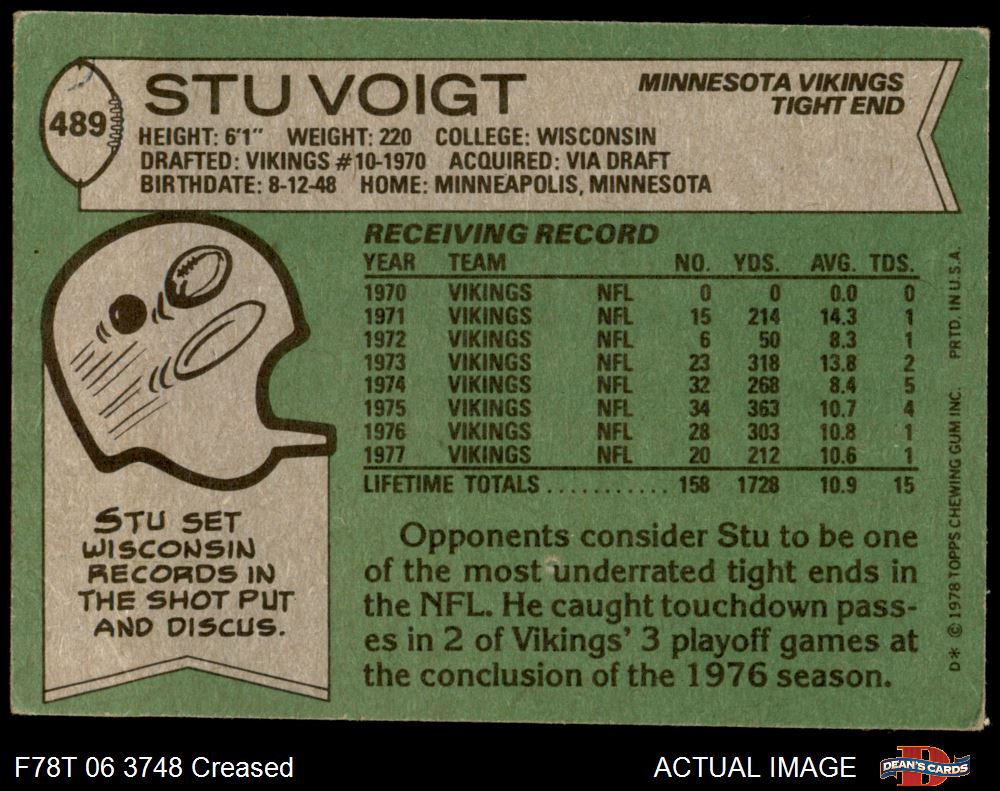 489
STU VOIGT
MINNESOTA VIKINGS
TIGHT END
HEIGHT: 6'1" WEIGHT: 220 COLLEGE: WISCONSIN
DRAFTED: VIKINGS #10-1970 ACQUIRED: VIA DRAFT
BIRTHDATE: 8-12-48 HOME: MINNEAPOLIS, MINNESOTA
RECEIVING RECORD
YEAR TEAM NO. YDS. AVG. TDS.
1970 VIKINGS NFL 0 0 0.0 0
1971 VIKINGS NFL 15 214 14.3 1
1972 VIKINGS NFL 6 50 8.3 1
1973 VIKINGS NFL 23 318 13.8 2
1974 VIKINGS NFL 32 268 8.4 5
1975 VIKINGS NFL 34 363 10.7 4
1976 VIKINGS NFL 28 303 10.8 1
1977 VIKINGS NFL 20 212 10.6 1
LIFETIME TOTALS ........... 158 1728 10.9 15
STU SET
WISCONSIN
RECORDS IN
THE SHOT PUT
AND DISCUS.
Opponents consider Stu to be one
of the most underrated tight ends in
the NFL. He caught touchdown pass-
es in 2 of Vikings' 3 playoff games at
the conclusion of the 1976 season.
D* © 1978 TOPPS CHEWING GUM INC. PRTD. IN U.S.A.
F78T 06 3748 Creased
ACTUAL IMAGE
D
DEAN'S CARDS